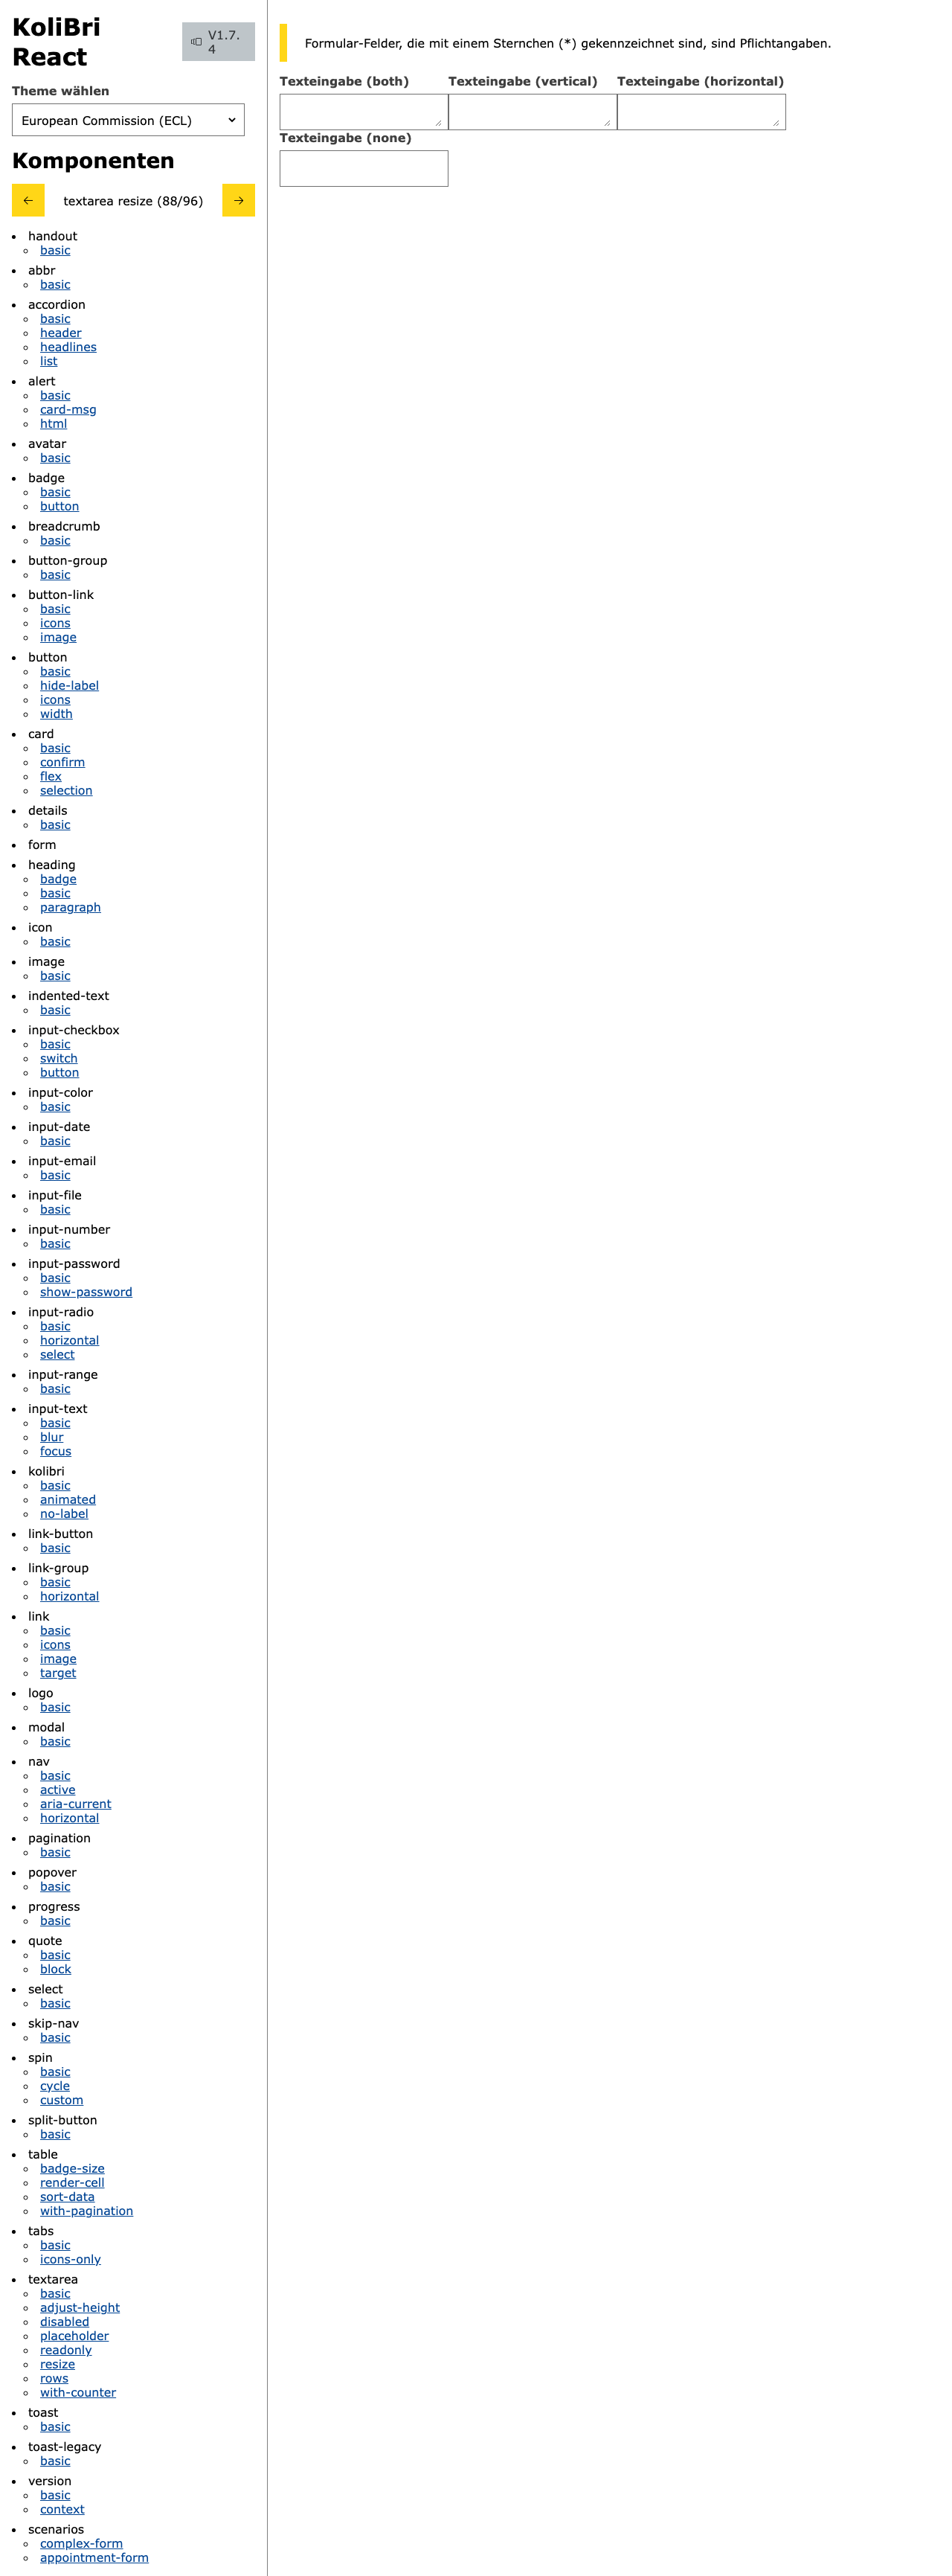 KoliBri
React
V1.7.
4
Theme wählen
European Commission (ECL)
Komponenten
textarea resize (88/96)
handout
basic
abbr
basic
accordion
basic
header
headlines
list
alert
basic
card-msg
html
avatar
basic
badge
basic
button
breadcrumb
basic
button-group
basic
button-link
basic
icons
image
button
basic
hide-label
icons
width
card
basic
confirm
flex
selection
details
basic
form
heading
badge
basic
paragraph
icon
basic
image
basic
indented-text
basic
input-checkbox
basic
switch
button
input-color
basic
input-date
basic
input-email
basic
input-file
basic
input-number
basic
input-password
basic
show-password
input-radio
basic
horizontal
select
input-range
basic
input-text
basic
blur
focus
kolibri
basic
animated
no-label
link-button
basic
link-group
basic
horizontal
link
basic
icons
image
target
logo
basic
modal
basic
nav
basic
active
aria-current
horizontal
pagination
basic
popover
basic
progress
basic
quote
basic
block
select
basic
skip-nav
basic
spin
basic
cycle
custom
split-button
basic
table
badge-size
render-cell
sort-data
with-pagination
tabs
basic
icons-only
textarea
basic
adjust-height
disabled
placeholder
readonly
resize
rows
with-counter
toast
basic
toast-legacy
basic
version
basic
context
scenarios
complex-form
appointment-form
Formular-Felder, die mit einem Sternchen (*) gekennzeichnet sind, sind Pflichtangaben.
Texteingabe (both) Texteingabe (vertical) Texteingabe (horizontal)
Texteingabe (none)